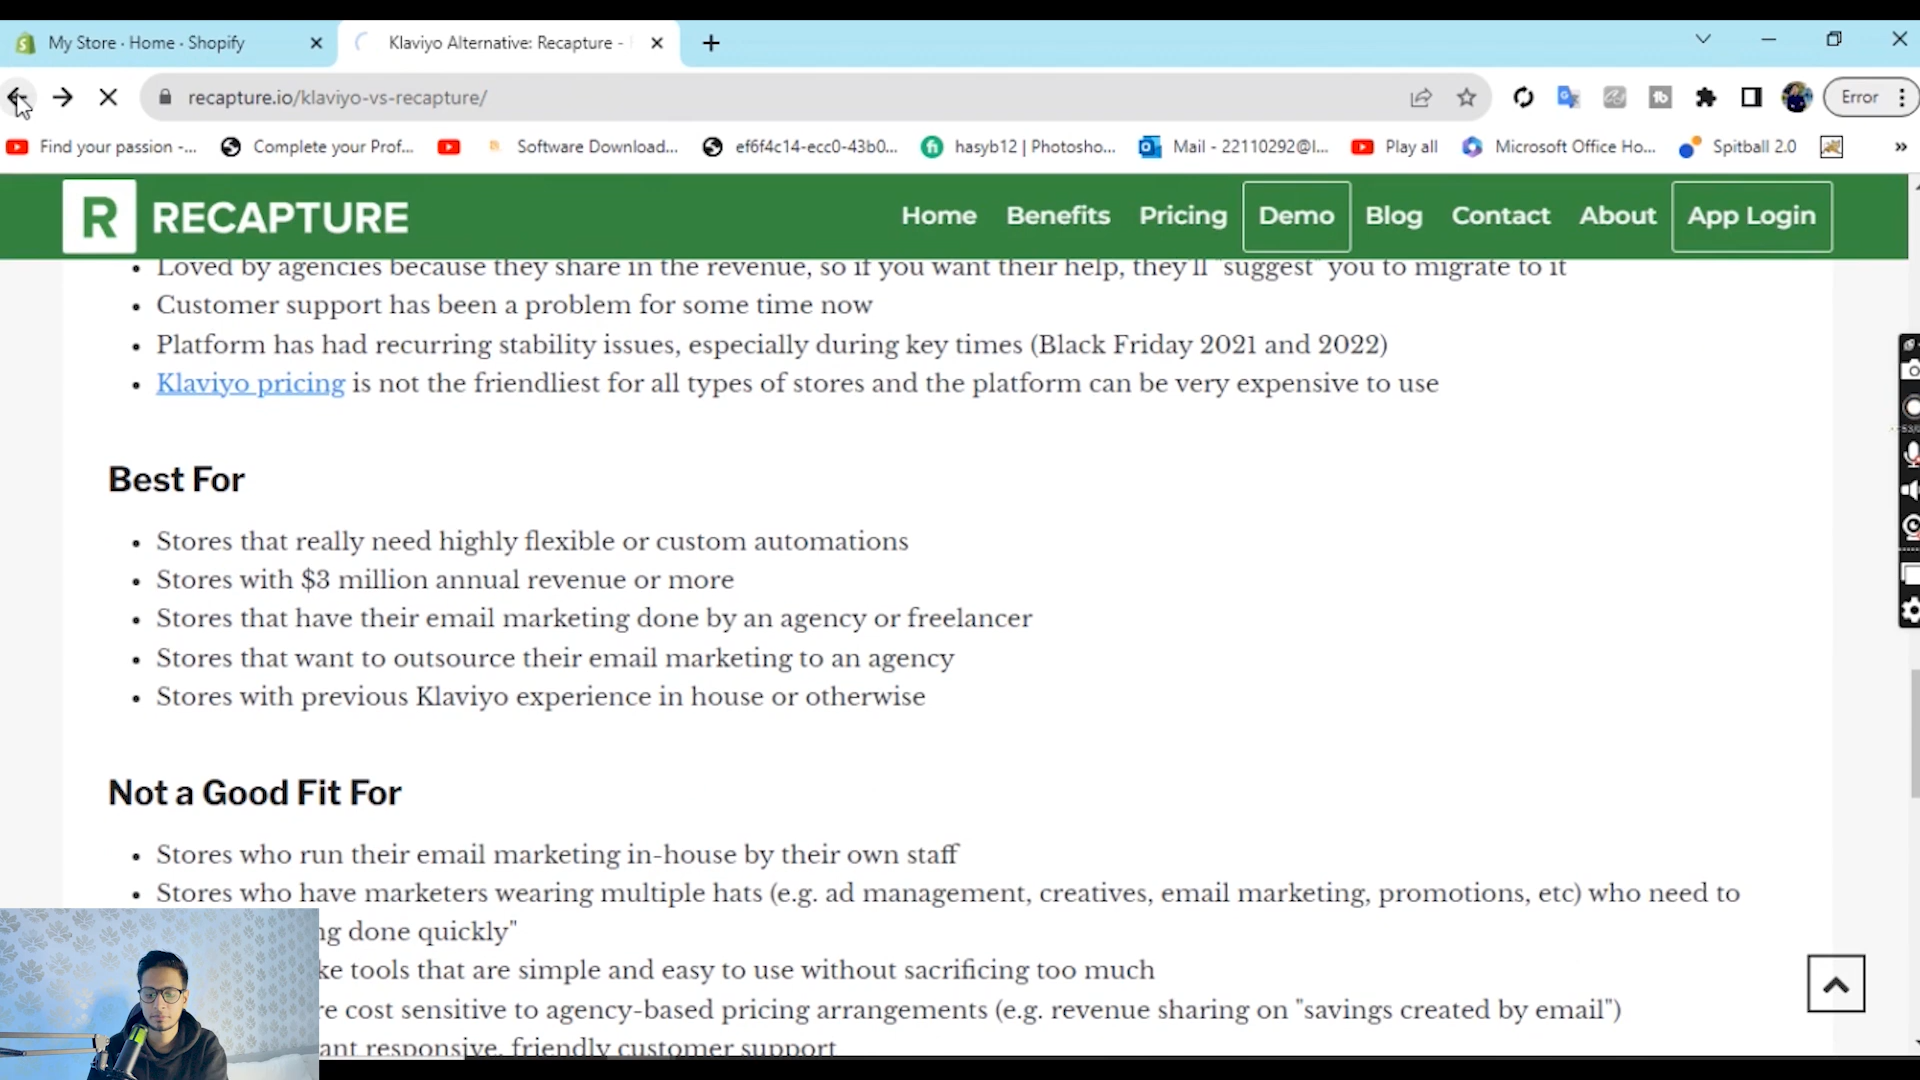 My Store · Home · Shopify
Klaviyo Alternative: Recapture -
recapture.io/klaviyo-vs-recapture/
Error
Find your passion -...
Complete your Prof...
Software Download...
ef6f4c14-ecc0-43b0...
hasyb12 | Photosho...
Mail - 22110292@l...
Play all
Microsoft Office Ho...
Spitball 2.0
»
R RECAPTURE
Home
Benefits
Pricing
Demo
Blog
Contact
About
App Login
• Loved by agencies because they share in the revenue, so if you want their help, they'll "suggest" you to migrate to it
• Customer support has been a problem for some time now
• Platform has had recurring stability issues, especially during key times (Black Friday 2021 and 2022)
• Klaviyo pricing is not the friendliest for all types of stores and the platform can be very expensive to use
Best For
• Stores that really need highly flexible or custom automations
• Stores with $3 million annual revenue or more
• Stores that have their email marketing done by an agency or freelancer
• Stores that want to outsource their email marketing to an agency
• Stores with previous Klaviyo experience in house or otherwise
Not a Good Fit For
• Stores who run their email marketing in-house by their own staff
• Stores who have marketers wearing multiple hats (e.g. ad management, creatives, email marketing, promotions, etc) who need to
ng done quickly"
ke tools that are simple and easy to use without sacrificing too much
re cost sensitive to agency-based pricing arrangements (e.g. revenue sharing on "savings created by email")
ant responsive, friendly customer support